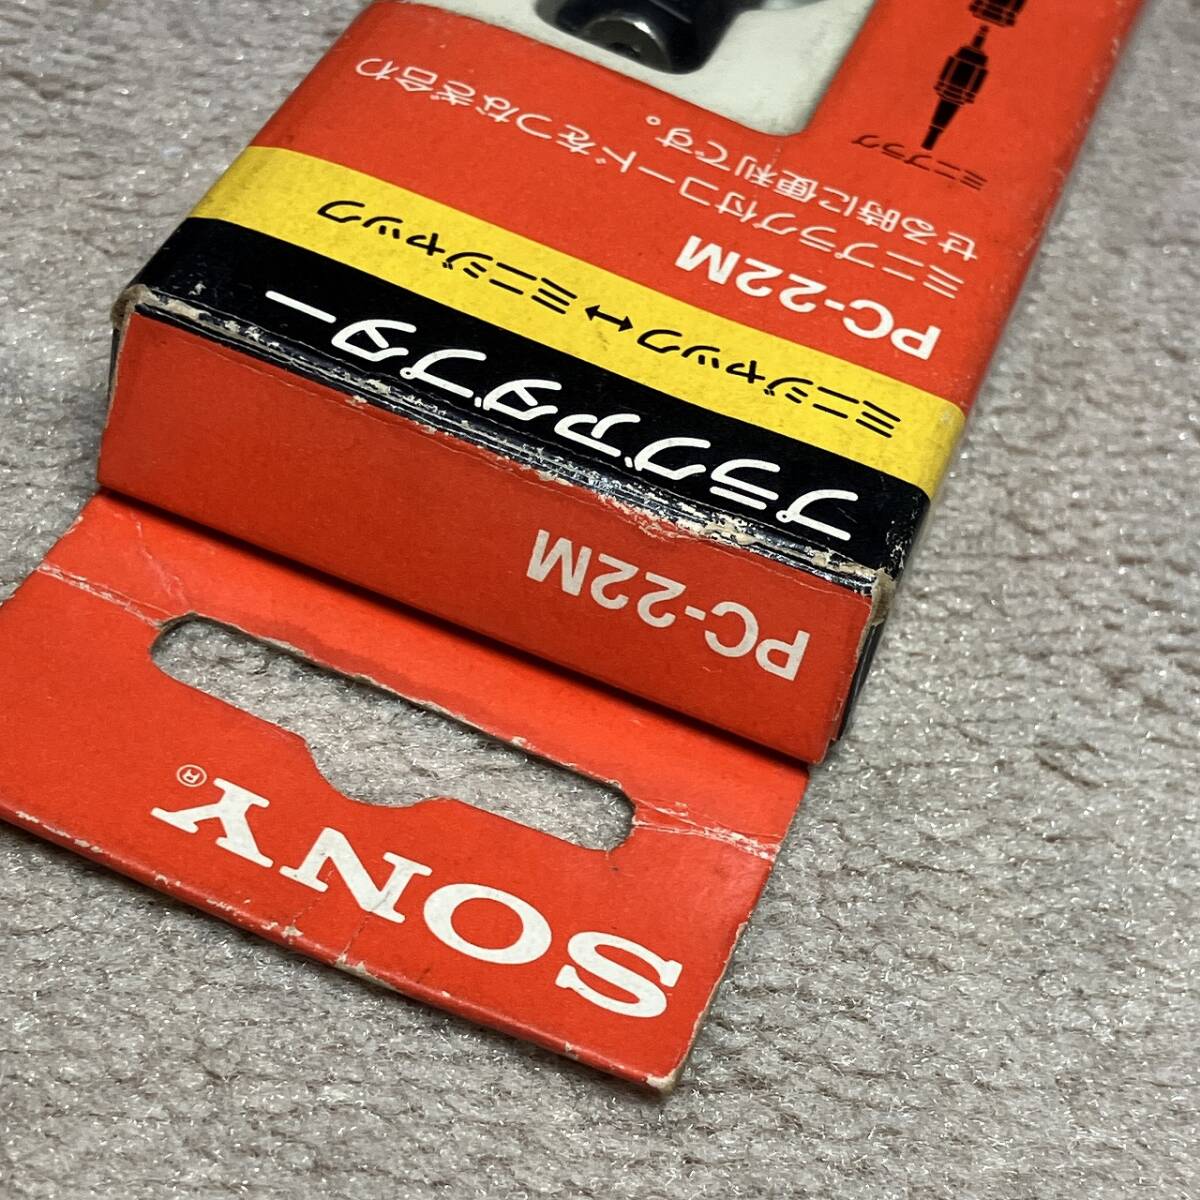 SONY®
PC-22M
プラグアダプター
ミニジャック↔ミニジャック
PC-22M
ミニプラグ付コードをつなぎ合わ
せる時に便利です。
ミニプラグ